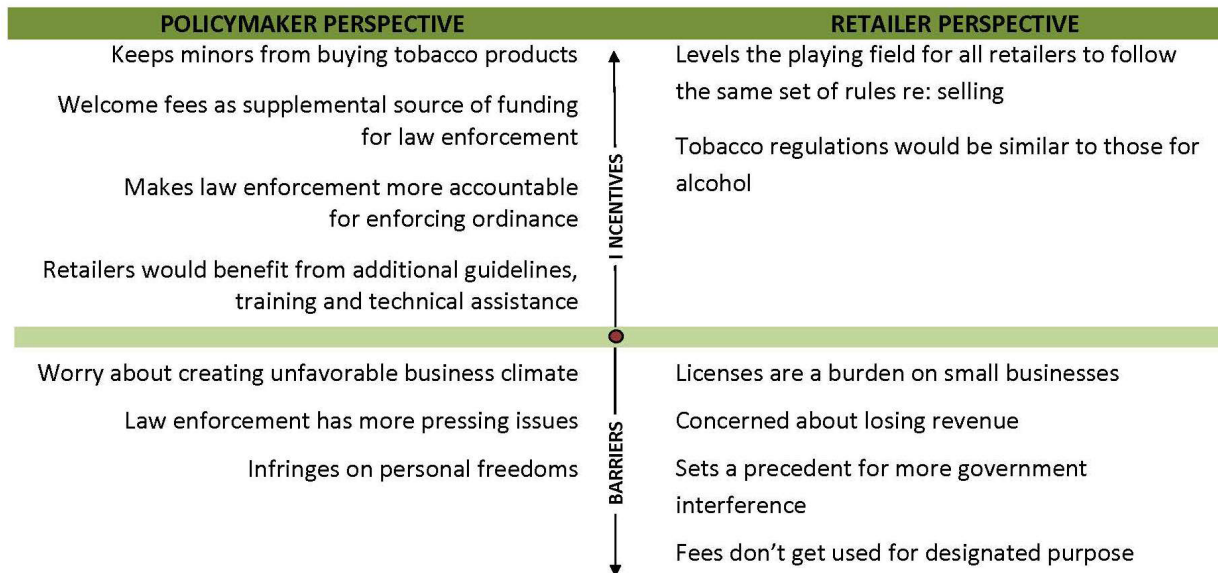 POLICYMAKER PERSPECTIVE
RETAILER PERSPECTIVE
Keeps minors from buying tobacco products
Welcome fees as supplemental source of funding
for law enforcement
Makes law enforcement more accountable
for enforcing ordinance
Retailers would benefit from additional guidelines,
training and technical assistance
INCENTIVES
Levels the playing field for all retailers to follow
the same set of rules re: selling
Tobacco regulations would be similar to those for
alcohol
Worry about creating unfavorable business climate
Law enforcement has more pressing issues
Infringes on personal freedoms
BARRIERS
Licenses are a burden on small businesses
Concerned about losing revenue
Sets a precedent for more government
interference
Fees don’t get used for designated purpose